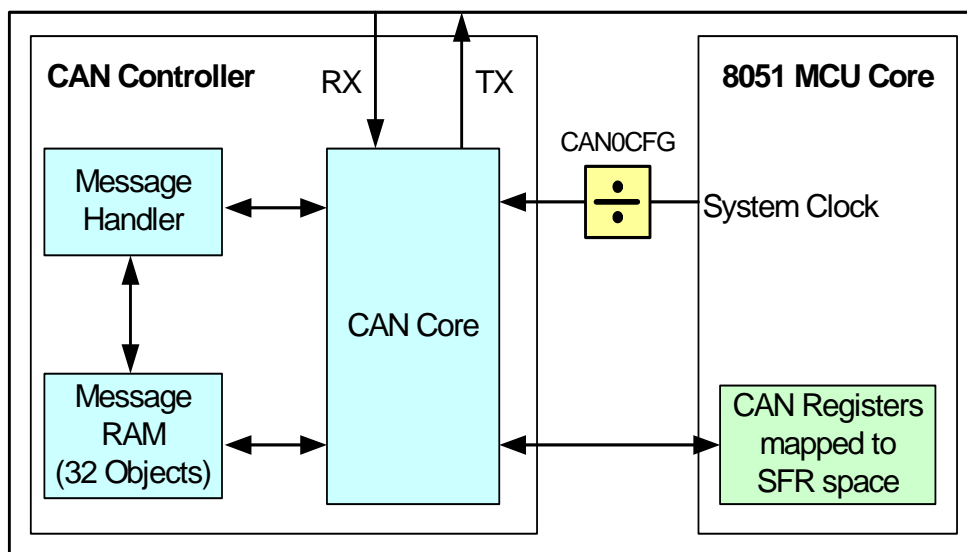 CAN Controller
RX
TX
8051 MCU Core
CAN0CFG
Message
Handler
÷
System Clock
CAN Core
Message
RAM
(32 Objects)
CAN Registers
mapped to
SFR space